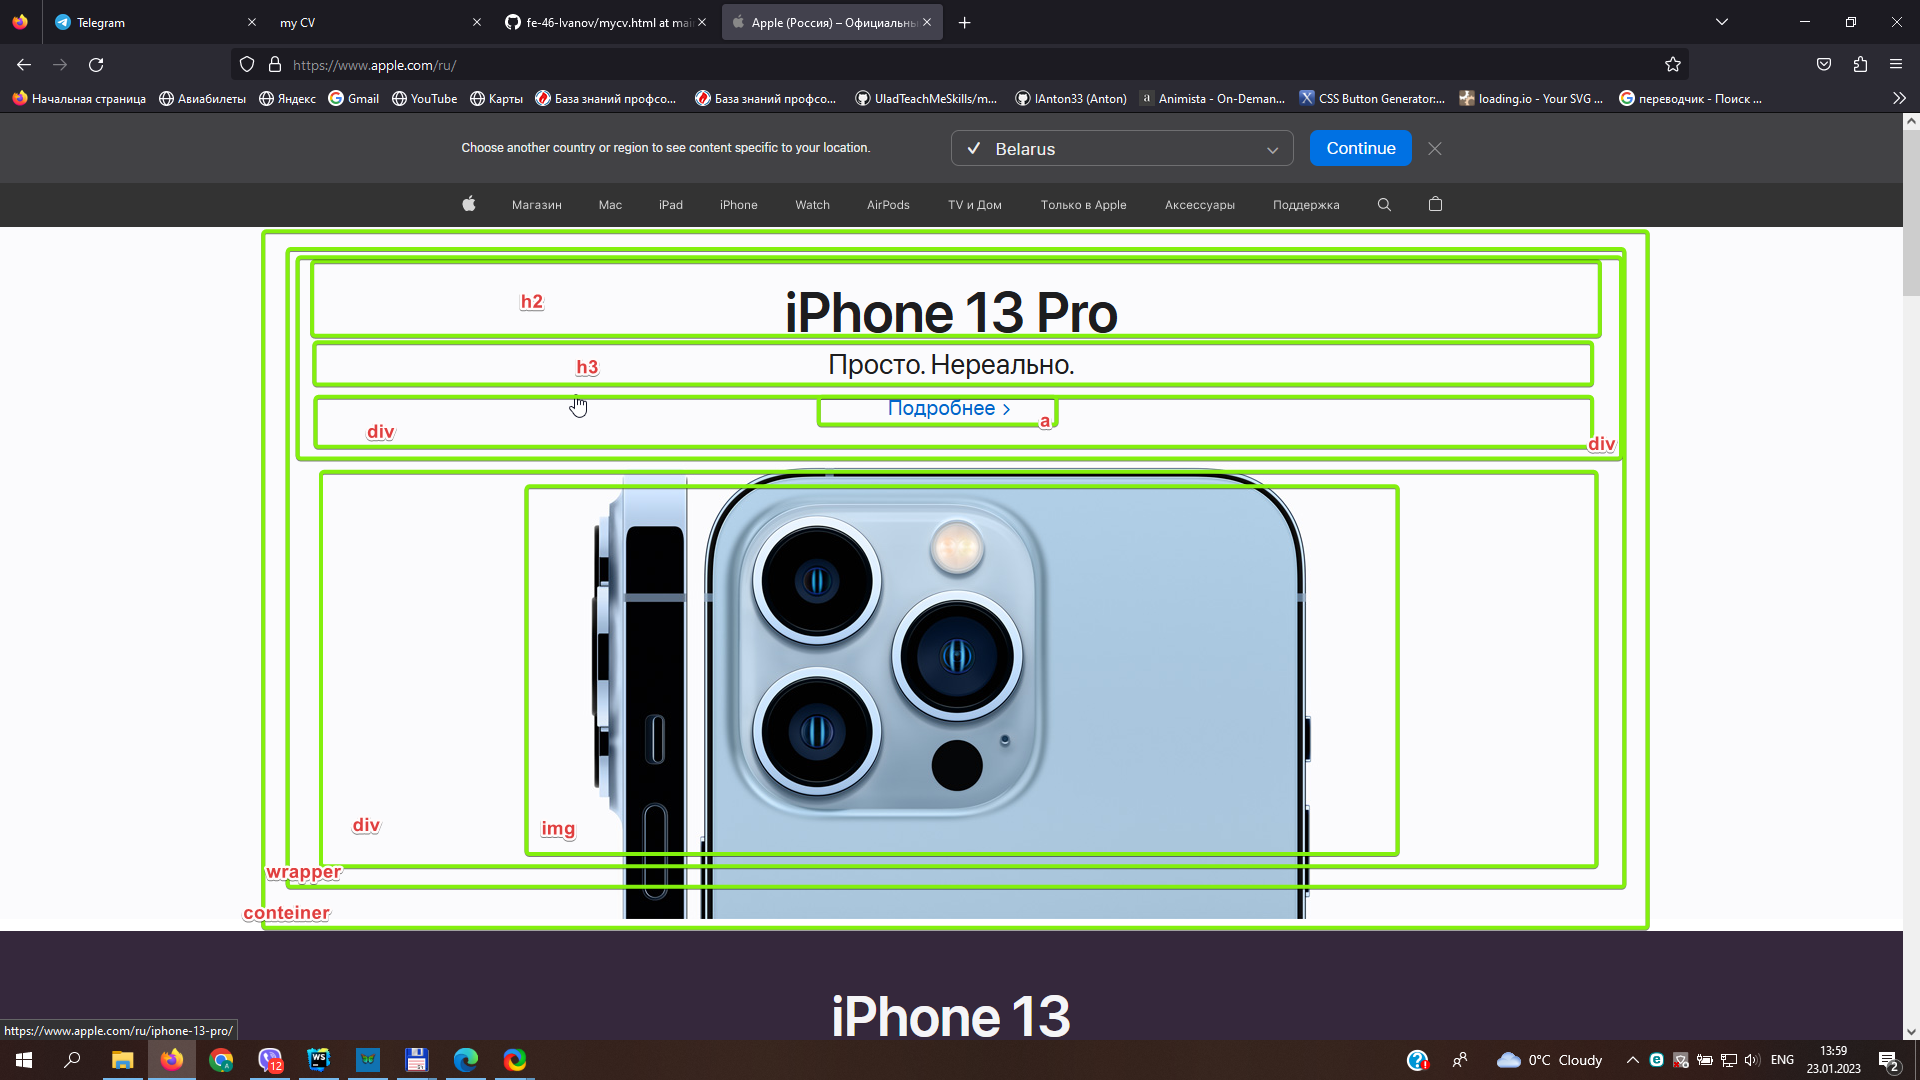 Telegram
my CV
fe-46-Ivanov/mycv.html at mai
Apple (Россия) – Официальны
https://www.apple.com/ru/
Начальная страница
Авиабилеты
Яндекс
Gmail
YouTube
Карты
База знаний профсо...
База знаний профсо...
UladTeachMeSkills/m...
IAnton33 (Anton)
Animista - On-Deman...
CSS Button Generator:...
loading.io - Your SVG ...
переводчик - Поиск ...
Choose another country or region to see content specific to your location.
Belarus
Continue
Магазин
Mac
iPad
iPhone
Watch
AirPods
TV и Дом
Только в Apple
Аксессуары
Поддержка
h2
iPhone 13 Pro
h3
Просто. Нереально.
Подробнее >
a
div
div
div
img
wrapper
conteiner
iPhone 13
https://www.apple.com/ru/iphone-13-pro/
12
WS
0°C Cloudy
ENG
13:59
23.01.2023
2